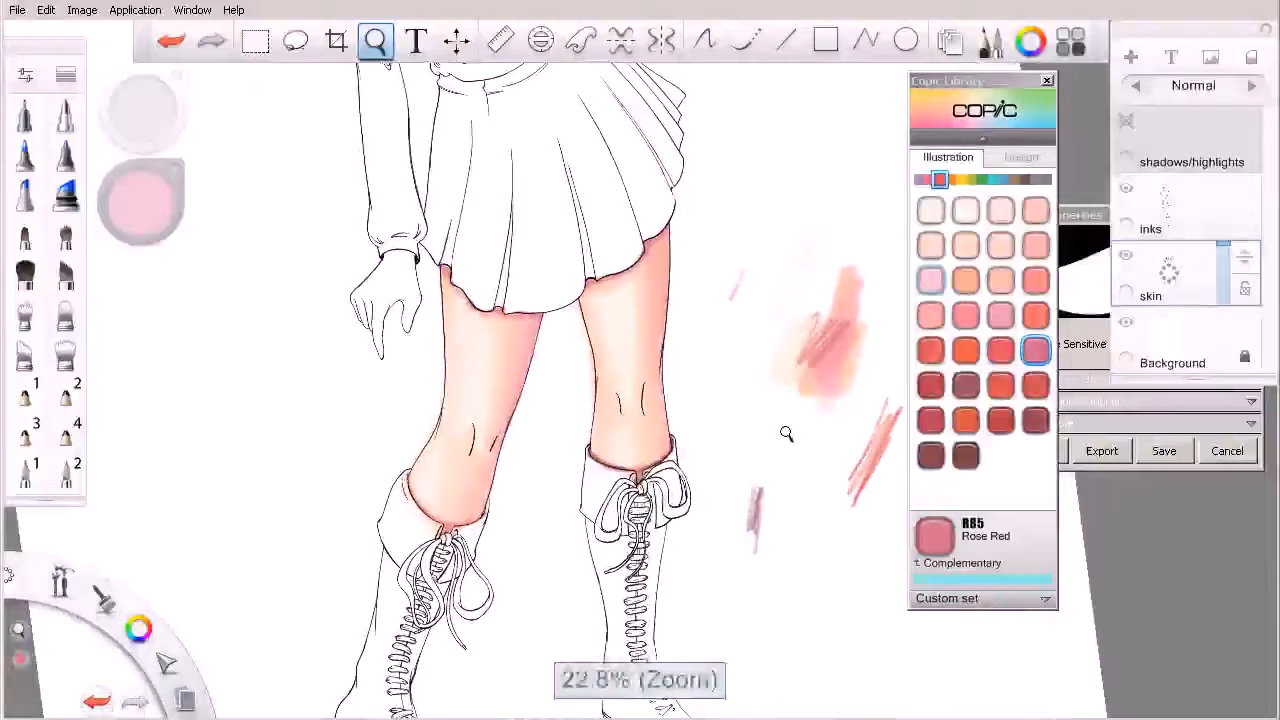 File Edit Image Application Window Help
T
Copic Library
COPIC
Illustration Design
R85
Rose Red
Complementary
Custom set
T
Normal
shadows/highlights
inks
skin
Background
Sensitive
Export Save Cancel
1 2
3 4
1 2
22.8% (Zoom)